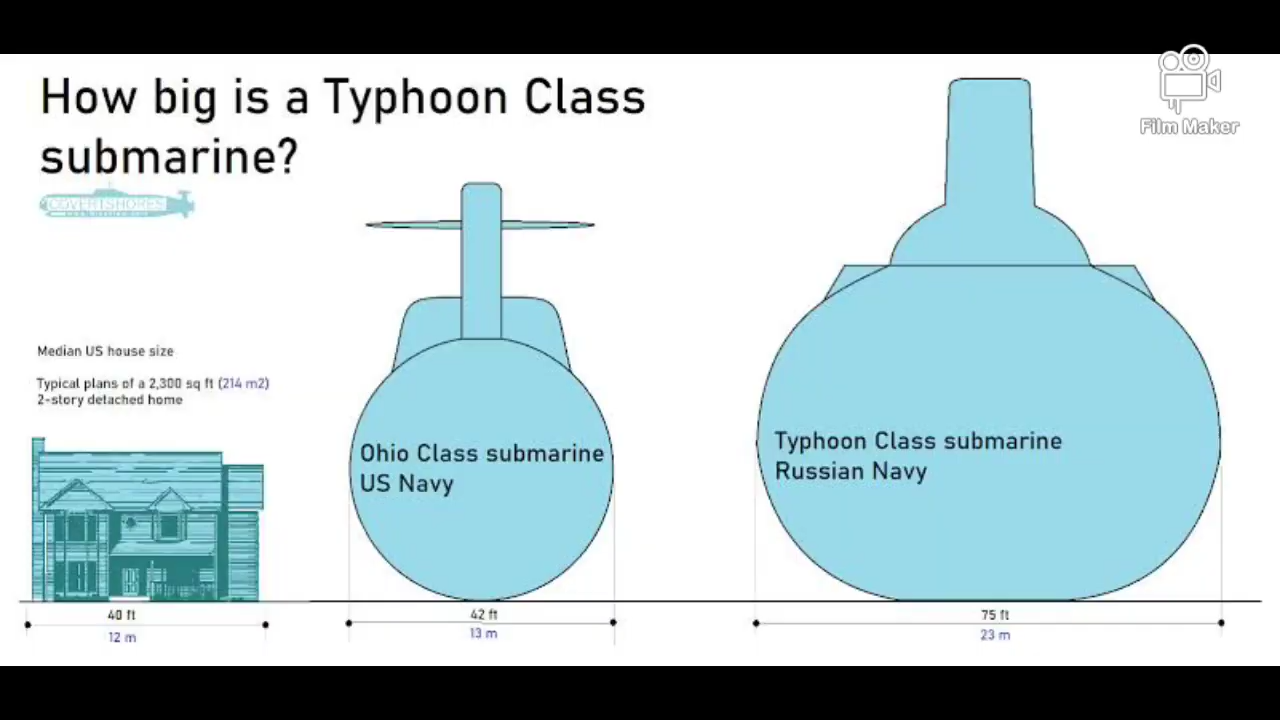 How big is a Typhoon Class
submarine?
COVERTSHORES
Film Maker
Median US house size
Typical plans of a 2,300 sq ft (214 m2)
2-story detached home
Ohio Class submarine
US Navy
Typhoon Class submarine
Russian Navy
40 ft
12 m
42 ft
13 m
75 ft
23 m